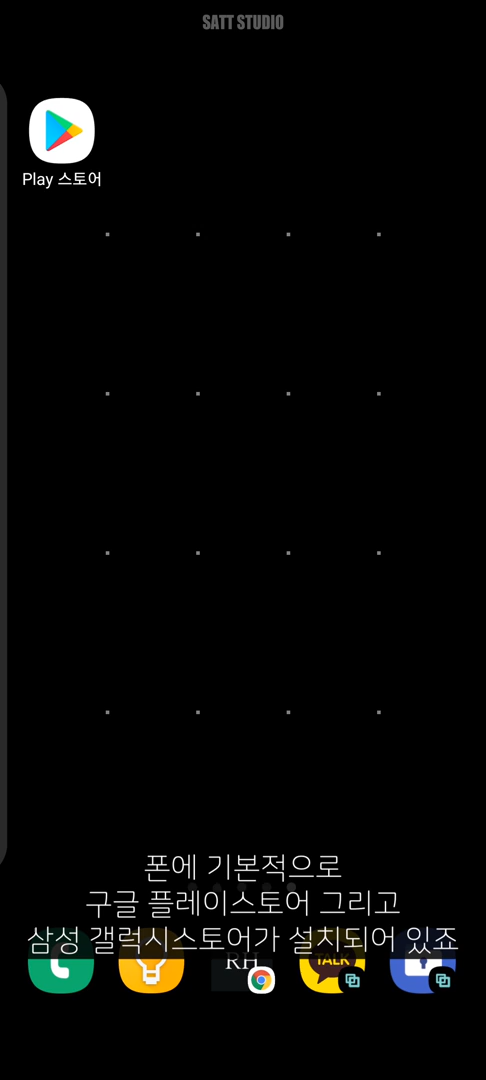 SATT STUDIO
Play 스토어
폰에 기본적으로
구글 플레이스토어 그리고
삼성 갤럭시스토어가 설치되어 있죠
RH
TALK